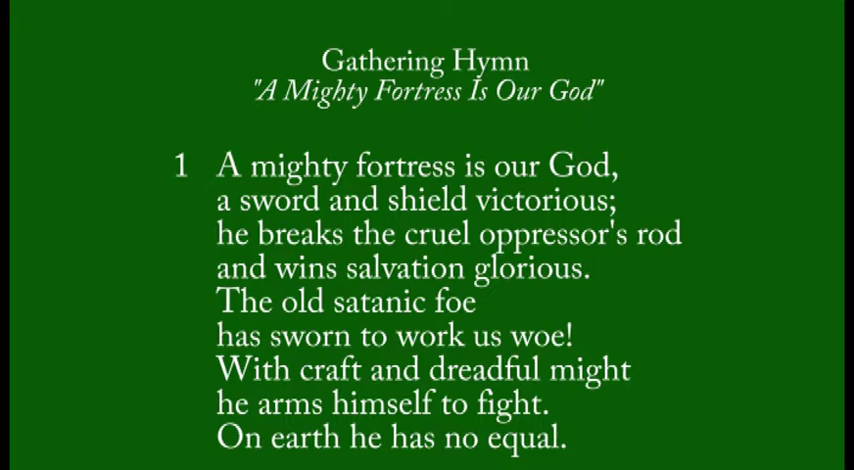 Gathering Hymn
"A Mighty Fortress Is Our God"
1 A mighty fortress is our God,
a sword and shield victorious;
he breaks the cruel oppressor's rod
and wins salvation glorious.
The old satanic foe
has sworn to work us woe!
With craft and dreadful might
he arms himself to fight.
On earth he has no equal.